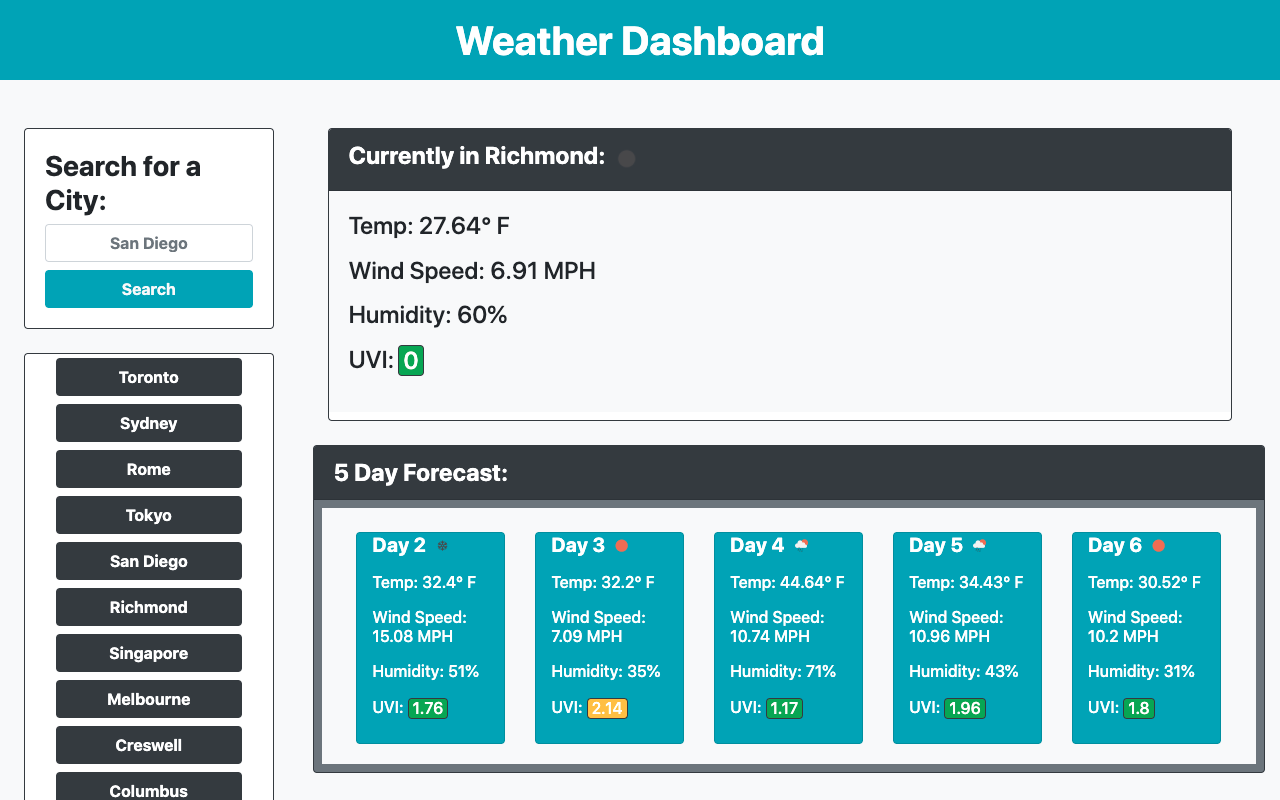 Weather Dashboard
Search for a
City:
San Diego
Search
Toronto
Sydney
Rome
Tokyo
San Diego
Richmond
Singapore
Melbourne
Creswell
Columbus
Currently in Richmond:
Temp: 27.64° F
Wind Speed: 6.91 MPH
Humidity: 60%
UVI: 0
5 Day Forecast:
Day 2
Temp: 32.4° F
Wind Speed:
15.08 MPH
Humidity: 51%
UVI: 1.76
Day 3
Temp: 32.2° F
Wind Speed:
7.09 MPH
Humidity: 35%
UVI: 2.14
Day 4
Temp: 44.64° F
Wind Speed:
10.74 MPH
Humidity: 71%
UVI: 1.17
Day 5
Temp: 34.43° F
Wind Speed:
10.96 MPH
Humidity: 43%
UVI: 1.96
Day 6
Temp: 30.52° F
Wind Speed:
10.2 MPH
Humidity: 31%
UVI: 1.8